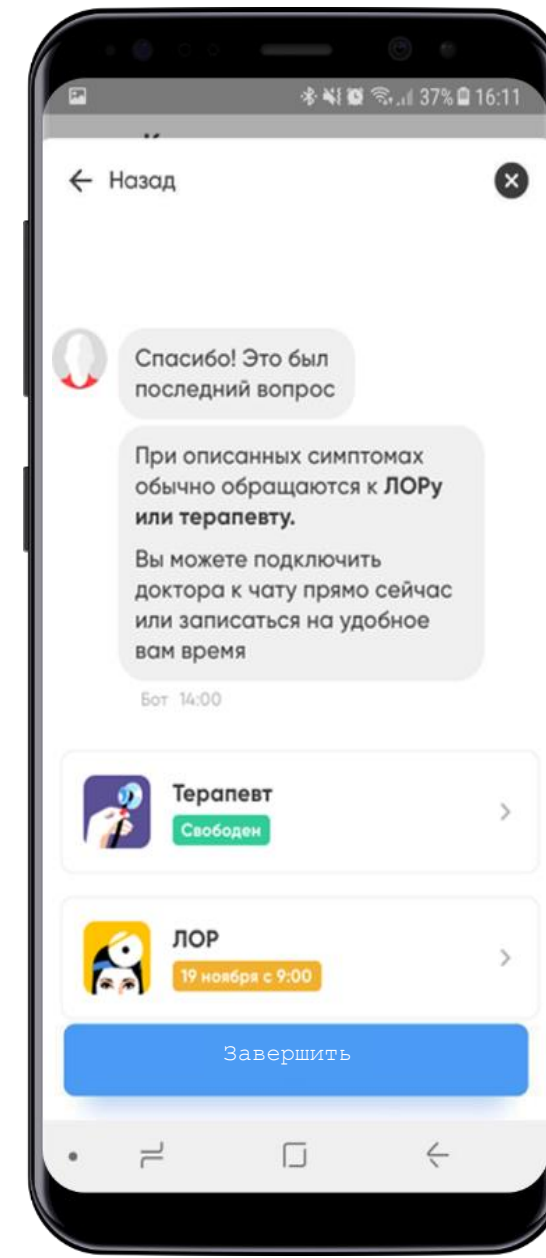 37% 16:11
Назад
Спасибо! Это был
последний вопрос
При описанных симптомах
обычно обращаются к ЛОРу
или терапевту.
Вы можете подключить
доктора к чату прямо сейчас
или записаться на удобное
вам время
Бот 14:00
Терапевт
Свободен
ЛОР
19 ноября с 9:00
Завершить